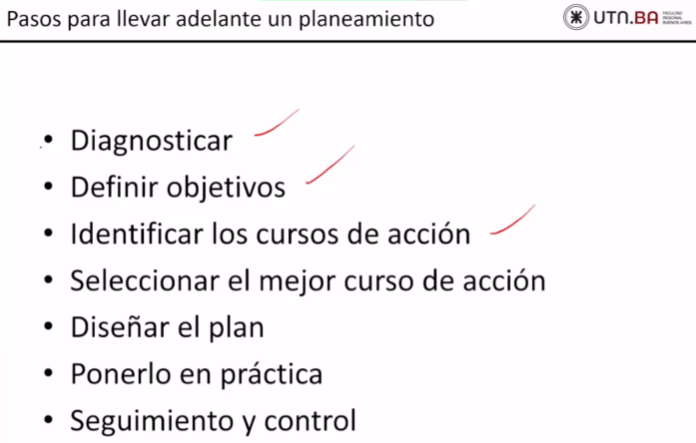 Pasos para llevar adelante un planeamiento
UTN.BA
FACULTAD
REGIONAL
BUENOS AIRES
• Diagnosticar
• Definir objetivos
• Identificar los cursos de acción
• Seleccionar el mejor curso de acción
• Diseñar el plan
• Ponerlo en práctica
• Seguimiento y control